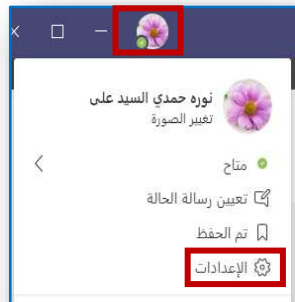 نوره حمدي السيد على
تغيير الصورة
متاح
تعيين رسالة الحالة
تم الحفظ
الإعدادات